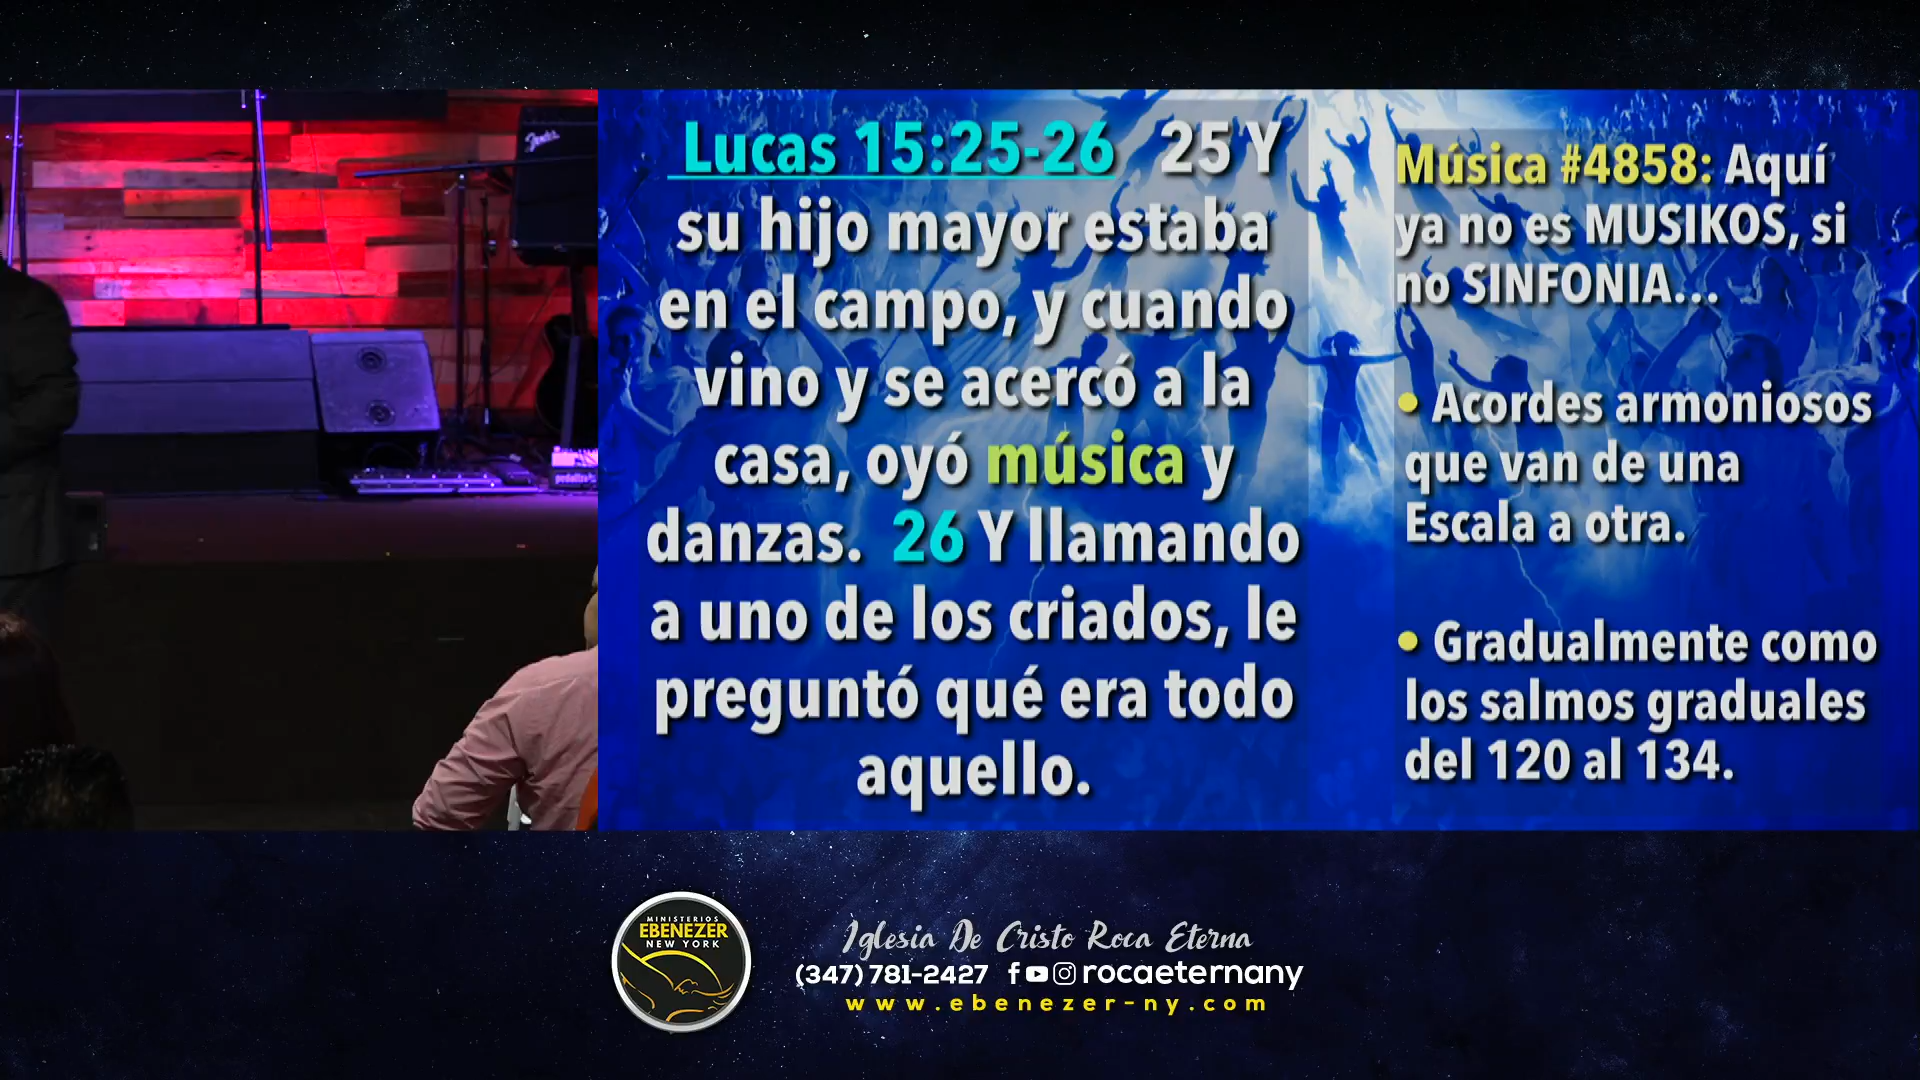 Fender
Lucas 15:25-26 25 Y
su hijo mayor estaba
en el campo, y cuando
vino y se acercó a la
casa, oyó música y
danzas. 26 Y llamando
a uno de los criados, le
preguntó qué era todo
aquello.
Música #4858: Aquí
ya no es MUSIKOS, si
no SINFONIA...
• Acordes armoniosos
que van de una
Escala a otra.
• Gradualmente como
los salmos graduales
del 120 al 134.
MINISTERIOS
EBENEZER
NEW YORK
Iglesia De Cristo Roca Eterna
(347) 781-2427 rocaeternany
www.ebenezer-ny.com